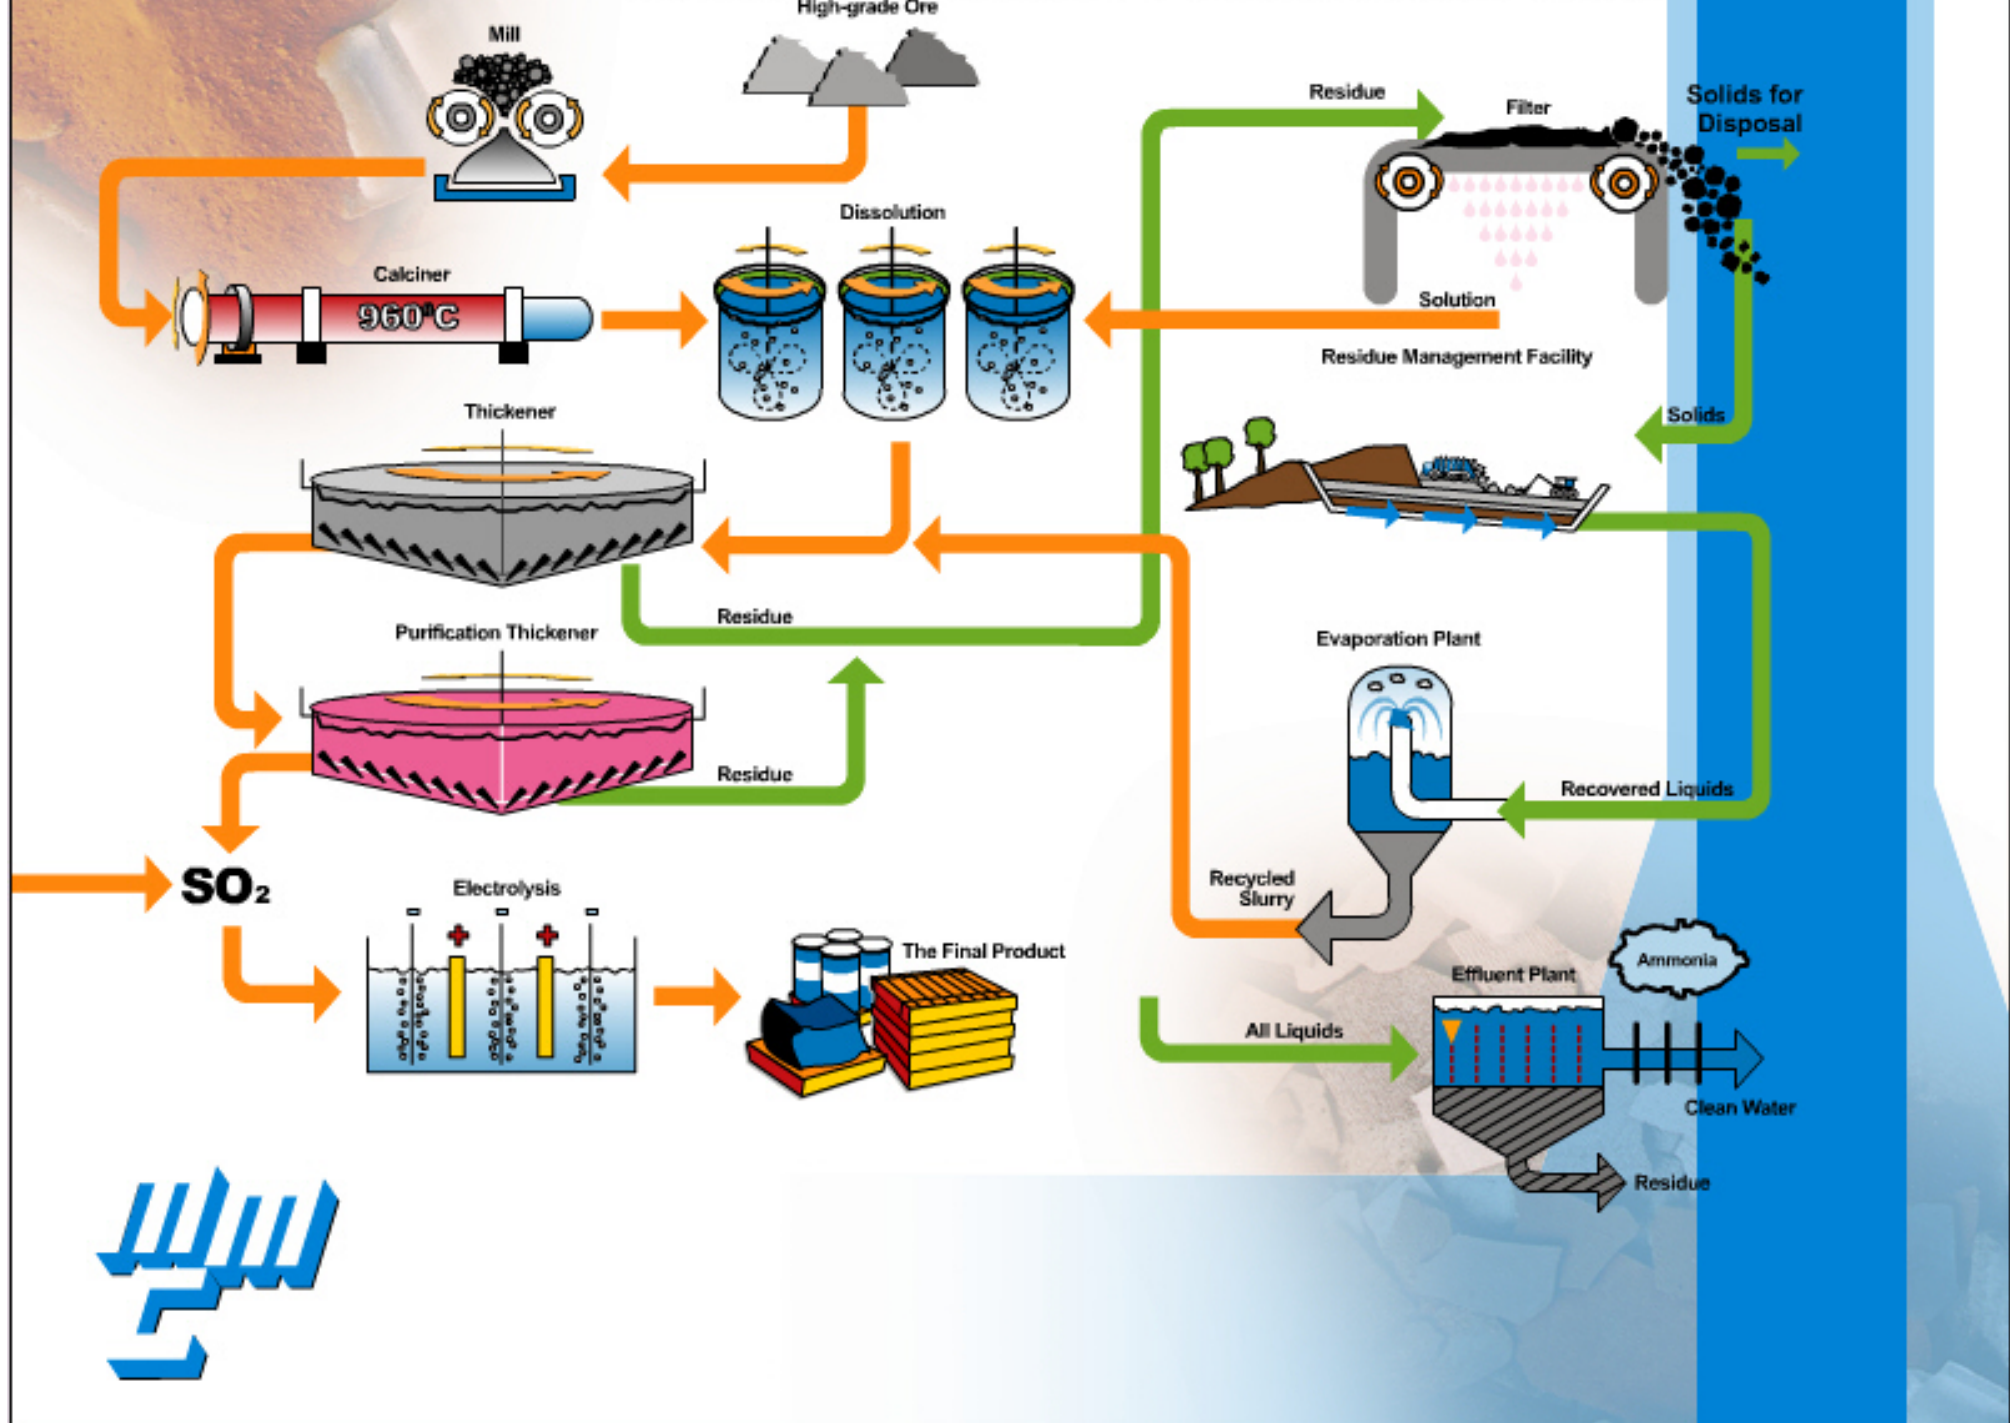 High-grade Ore
Mill
Residue
Filter
Solids for
Disposal
Dissolution
Calciner
960°C
Solution
Residue Management Facility
Thickener
Solids
Residue
Purification Thickener
Evaporation Plant
Residue
Recovered Liquids
SO₂
Recycled
Slurry
Electrolysis
The Final Product
Effluent Plant
Ammonia
All Liquids
Clean Water
Residue